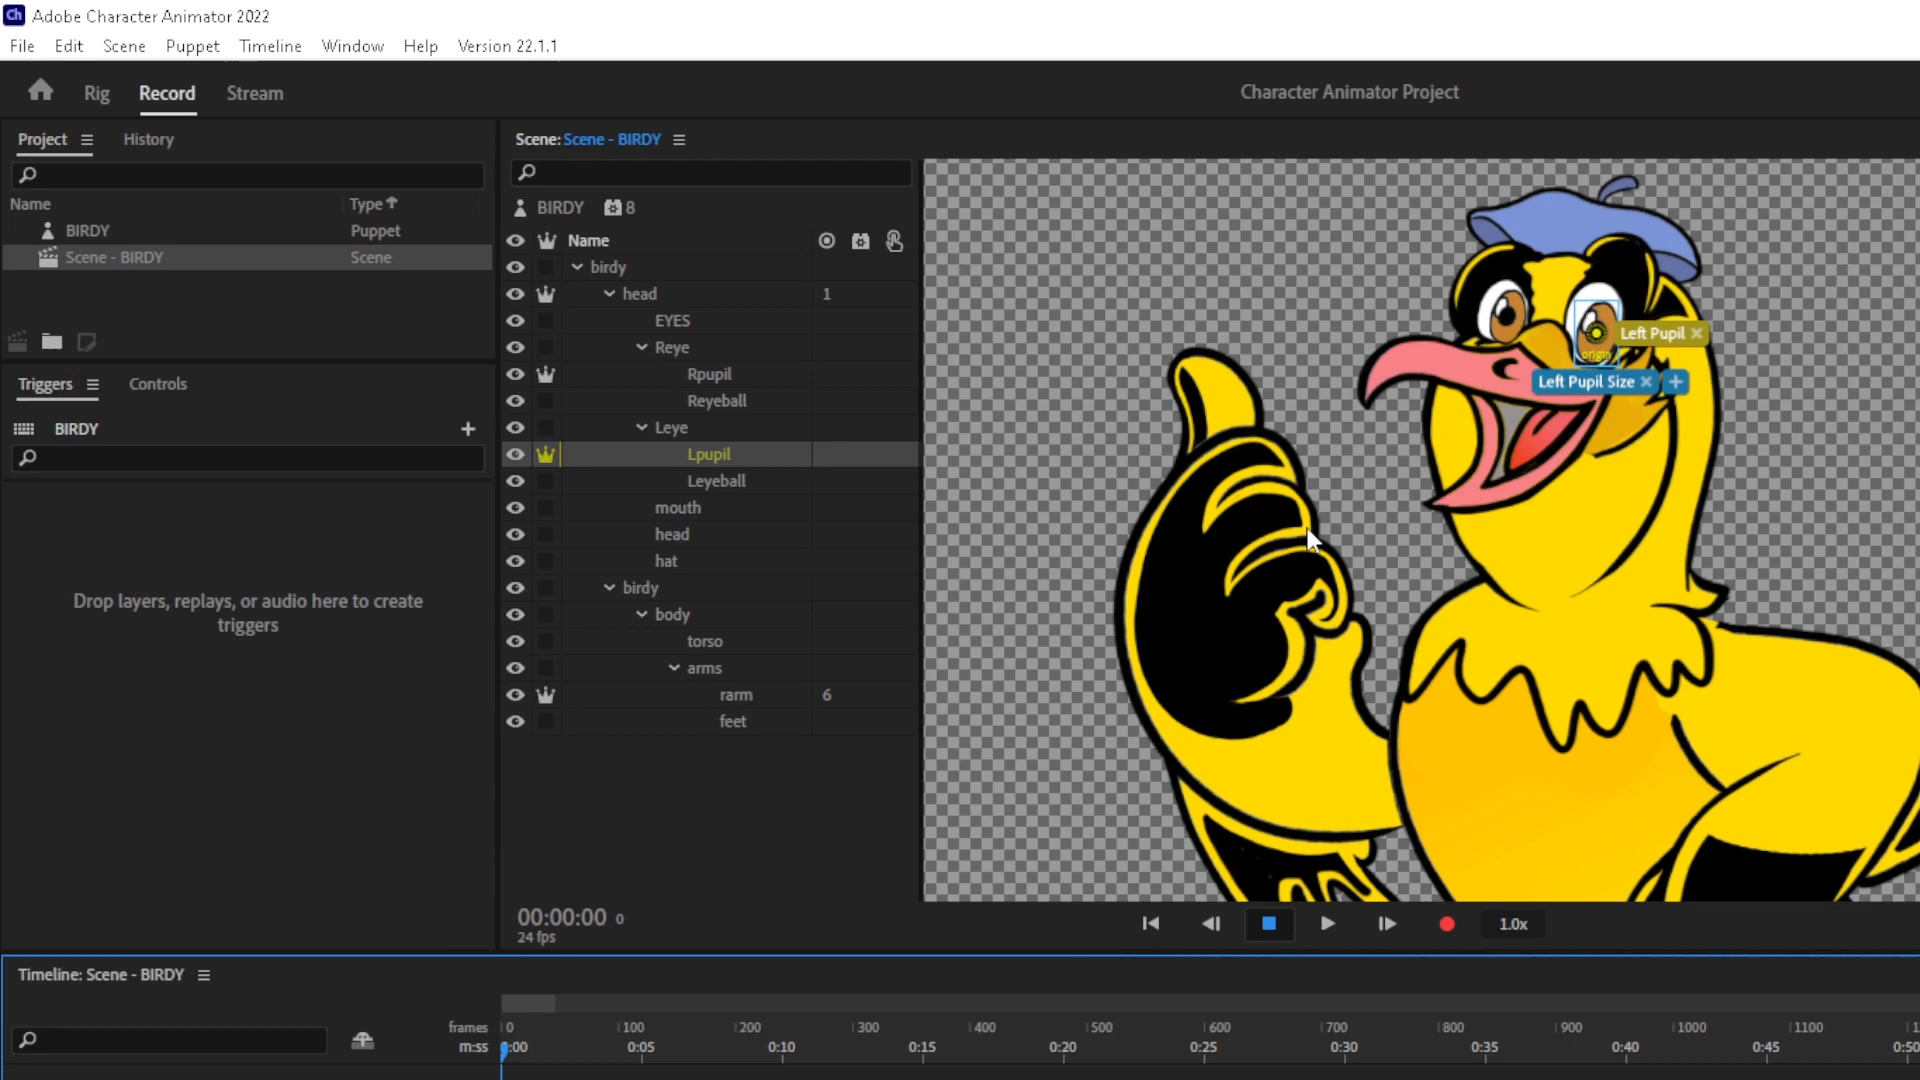 Ch Adobe Character Animator 2022
File Edit Scene Puppet Timeline Window Help Version 22.1.1
Rig Record Stream Character Animator Project
Project History
Name Type
BIRDY Puppet
Scene - BIRDY Scene
Triggers Controls
BIRDY +
Drop layers, replays, or audio here to create
triggers
Scene: Scene - BIRDY
BIRDY 8
Name
birdy
head 1
EYES
Reye
Rpupil
Reyeball
Leye
Lpupil
Leyeball
mouth
head
hat
birdy
body
torso
arms
rarm 6
feet
Left Pupil
origin
Left Pupil Size +
00:00:00 0
24 fps
1.0x
Timeline: Scene - BIRDY
frames 0 100 200 300 400 500 600 700 800 900 1000 1100
m:ss 0:00 0:05 0:10 0:15 0:20 0:25 0:30 0:35 0:40 0:45 0:50